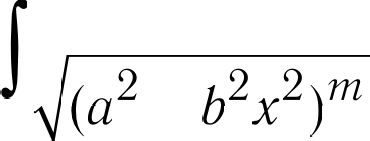 ∫ √(a² b²x²)ᵐ